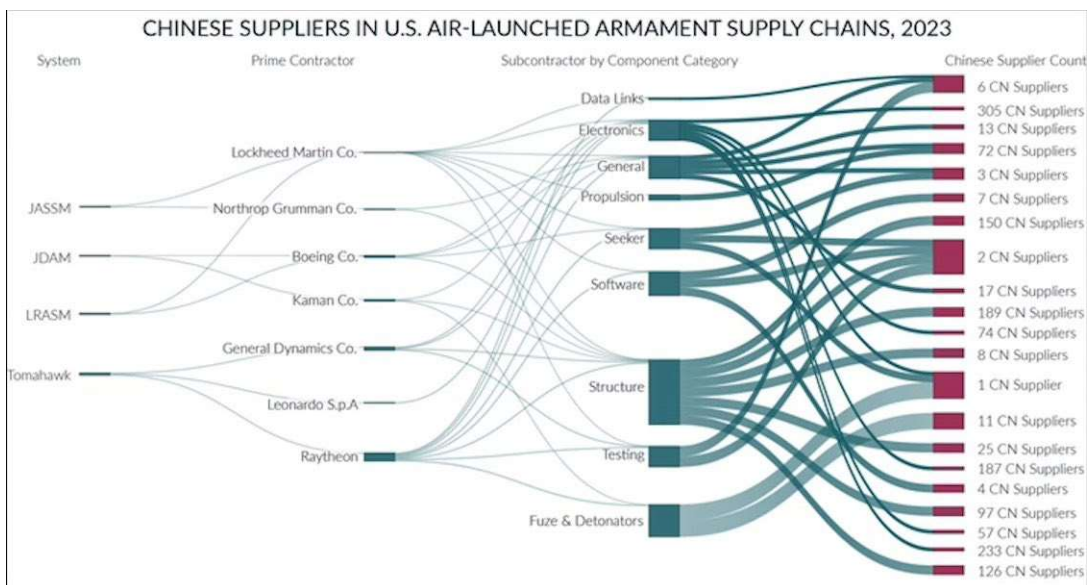 CHINESE SUPPLIERS IN U.S. AIR-LAUNCHED ARMAMENT SUPPLY CHAINS, 2023
System
Prime Contractor
Subcontractor by Component Category
Chinese Supplier Count
JASSM
JDAM
LRASM
Tomahawk
Lockheed Martin Co.
Northrop Grumman Co.
Boeing Co.
Kaman Co.
General Dynamics Co.
Leonardo S.p.A
Raytheon
Data Links
Electronics
General
Propulsion
Seeker
Software
Structure
Testing
Fuze & Detonators
6 CN Suppliers
305 CN Suppliers
13 CN Suppliers
72 CN Suppliers
3 CN Suppliers
7 CN Suppliers
150 CN Suppliers
2 CN Suppliers
17 CN Suppliers
189 CN Suppliers
74 CN Suppliers
8 CN Suppliers
1 CN Supplier
11 CN Suppliers
25 CN Suppliers
187 CN Suppliers
4 CN Suppliers
97 CN Suppliers
57 CN Suppliers
233 CN Suppliers
126 CN Suppliers